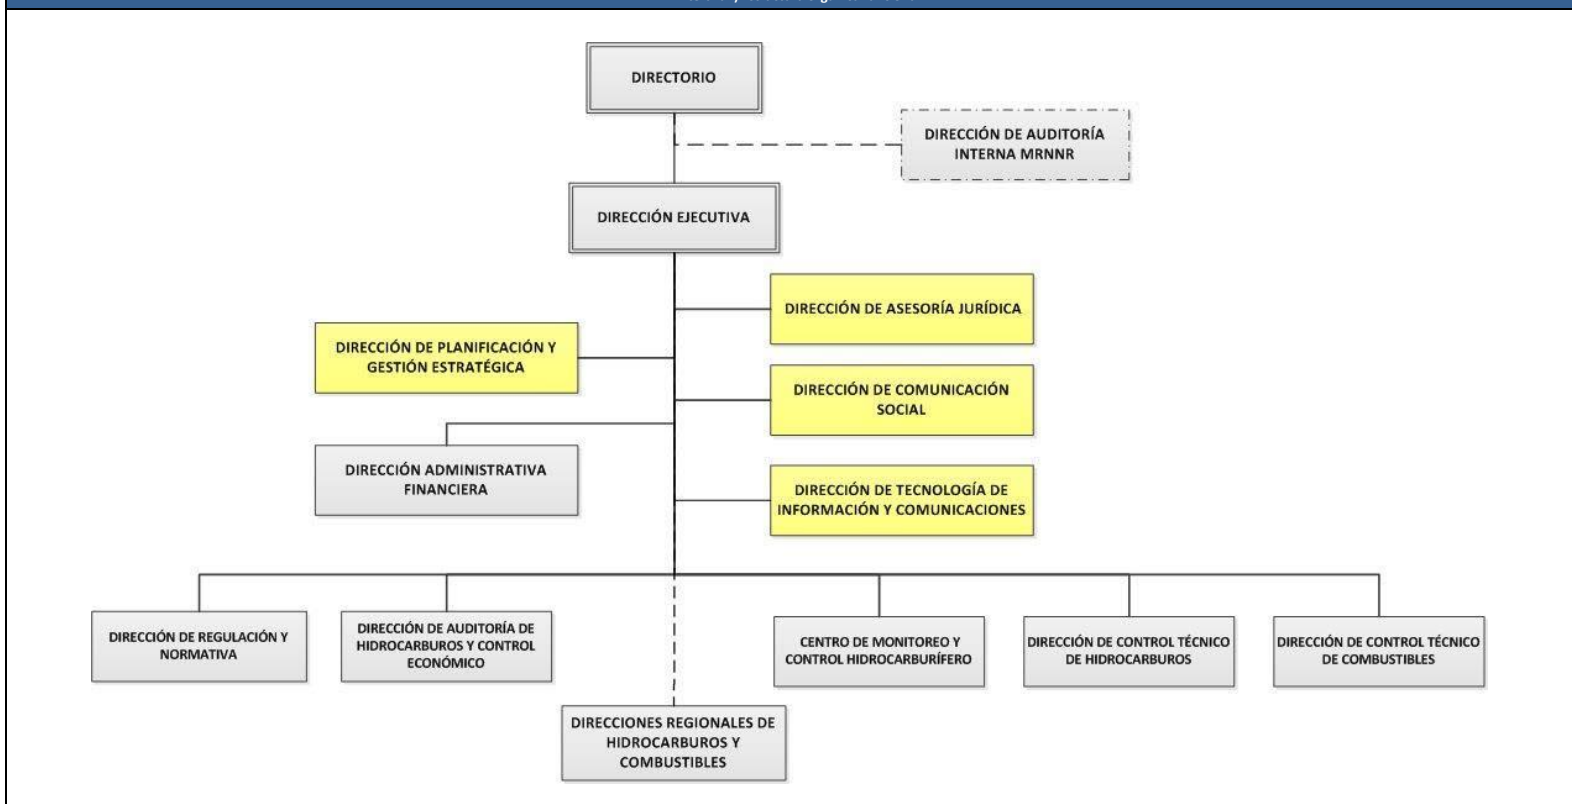 DIRECTORIO
DIRECCIÓN DE AUDITORÍA
INTERNA MRNNR
DIRECCIÓN EJECUTIVA
DIRECCIÓN DE ASESORÍA JURÍDICA
DIRECCIÓN DE PLANIFICACIÓN Y
GESTIÓN ESTRATÉGICA
DIRECCIÓN DE COMUNICACIÓN
SOCIAL
DIRECCIÓN ADMINISTRATIVA
FINANCIERA
DIRECCIÓN DE TECNOLOGÍA DE
INFORMACIÓN Y COMUNICACIONES
DIRECCIÓN DE REGULACIÓN Y
NORMATIVA
DIRECCIÓN DE AUDITORÍA DE
HIDROCARBUROS Y CONTROL
ECONÓMICO
CENTRO DE MONITOREO Y
CONTROL HIDROCARBURÍFERO
DIRECCIÓN DE CONTROL TÉCNICO
DE HIDROCARBUROS
DIRECCIÓN DE CONTROL TÉCNICO
DE COMBUSTIBLES
DIRECCIONES REGIONALES DE
HIDROCARBUROS Y
COMBUSTIBLES